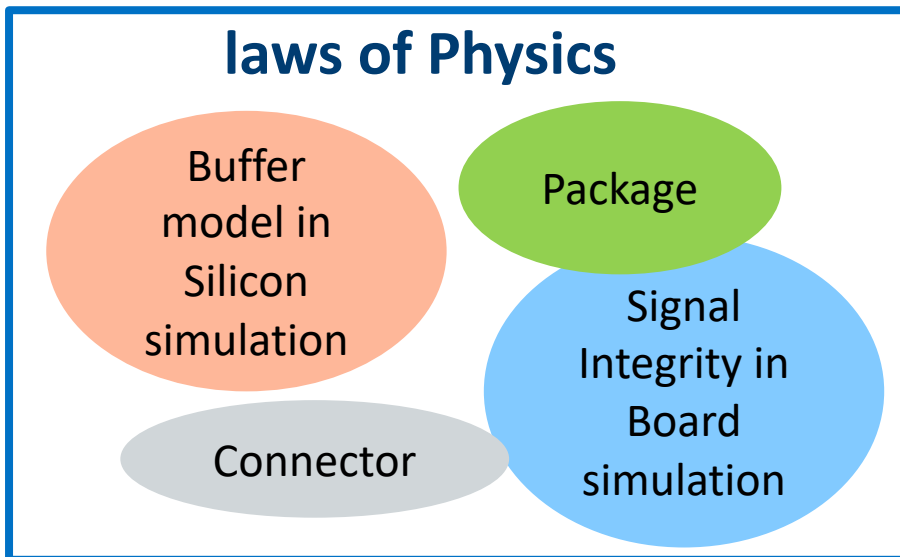 laws of Physics
Buffer
model in
Silicon
simulation
Package
Signal
Integrity in
Board
simulation
Connector